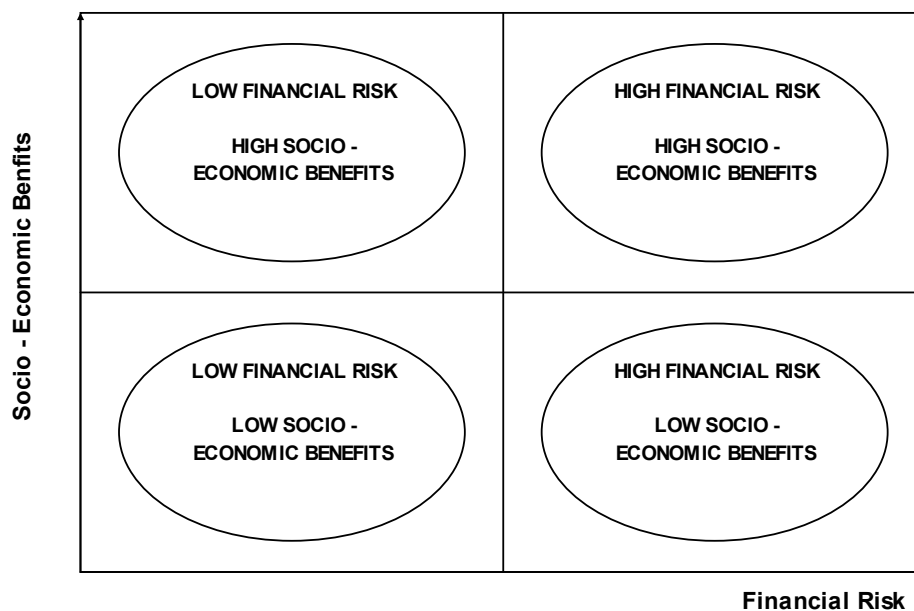 Socio - Economic Benfits
LOW FINANCIAL RISK
HIGH SOCIO -
ECONOMIC BENEFITS
HIGH FINANCIAL RISK
HIGH SOCIO -
ECONOMIC BENEFITS
LOW FINANCIAL RISK
LOW SOCIO -
ECONOMIC BENEFITS
HIGH FINANCIAL RISK
LOW SOCIO -
ECONOMIC BENEFITS
Financial Risk